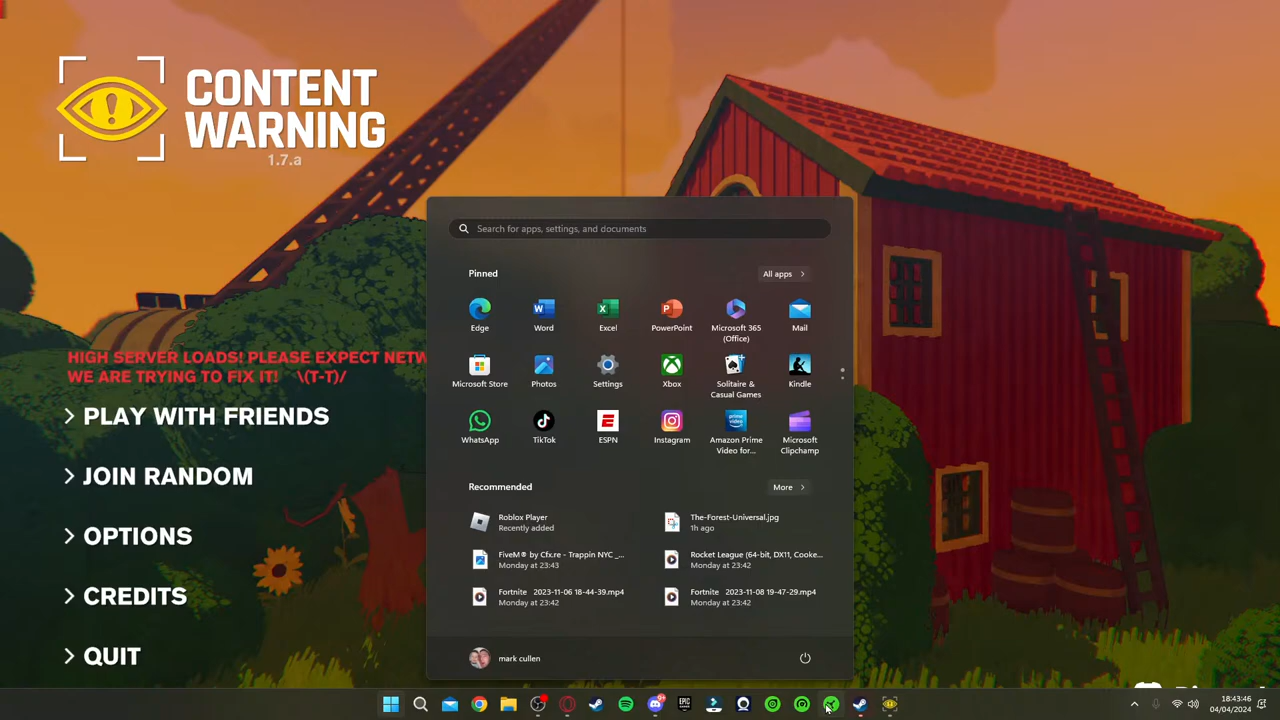 CONTENT
WARNING
1.7.a
HIGH SERVER LOADS! PLEASE EXPECT
WE ARE TRYING TO FIX IT! \(T-T)/
> PLAY WITH FRIENDS
> JOIN RANDOM
> OPTIONS
> CREDITS
> QUIT
Search for apps, settings, and documents
Pinned
All apps >
Edge
Word
Excel
PowerPoint
Microsoft 365
(Office)
Mail
Microsoft Store
Photos
Settings
Xbox
Solitaire &
Casual Games
Kindle
WhatsApp
TikTok
ESPN
Instagram
Amazon Prime
Video for...
Microsoft
Clipchamp
Recommended
More >
Roblox Player
Recently added
The-Forest-Universal.jpg
1h ago
FiveM® by Cfx.re - Trappin NYC _...
Monday at 23:43
Rocket League (64-bit, DX11, Cooke...
Monday at 23:42
Fortnite 2023-11-06 18-44-39.mp4
Monday at 23:42
Fortnite 2023-11-08 19-47-29.mp4
Monday at 23:42
mark cullen
18:43:46
04/04/2024